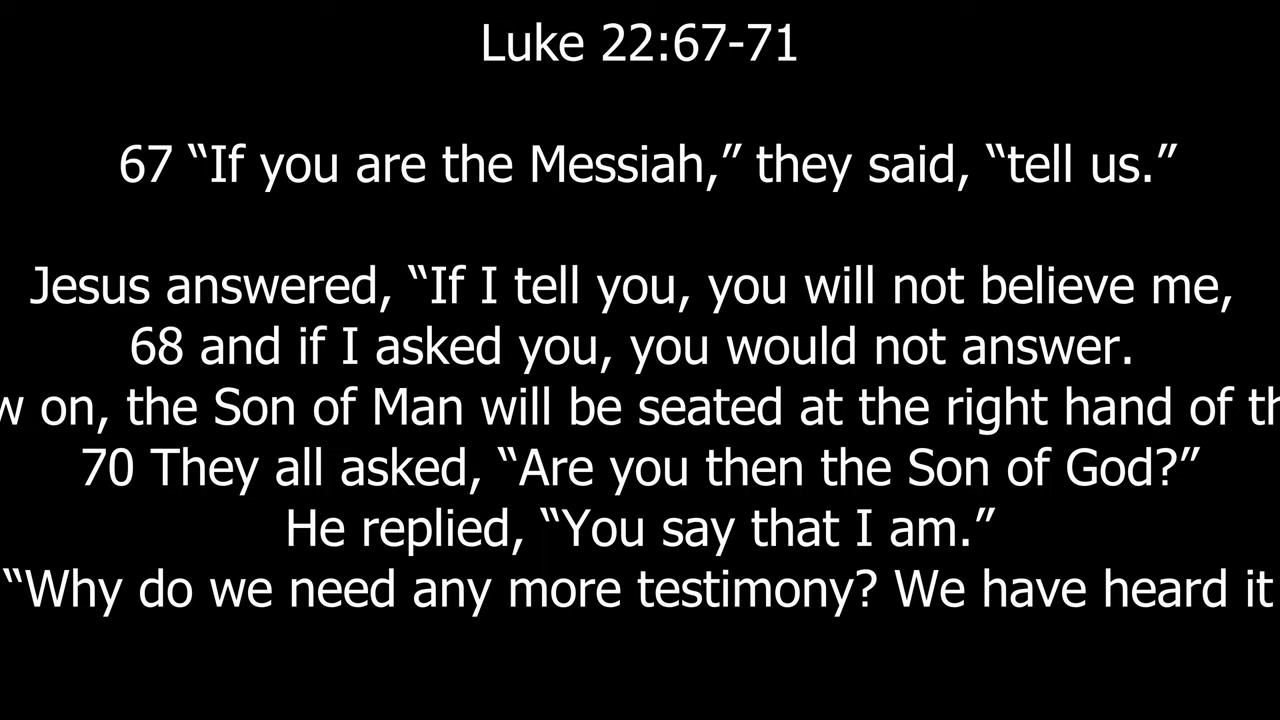 Luke 22:67-71
67 “If you are the Messiah,” they said, “tell us.”
Jesus answered, “If I tell you, you will not believe me,
68 and if I asked you, you would not answer.
w on, the Son of Man will be seated at the right hand of th
70 They all asked, “Are you then the Son of God?”
He replied, “You say that I am.”
“Why do we need any more testimony? We have heard it